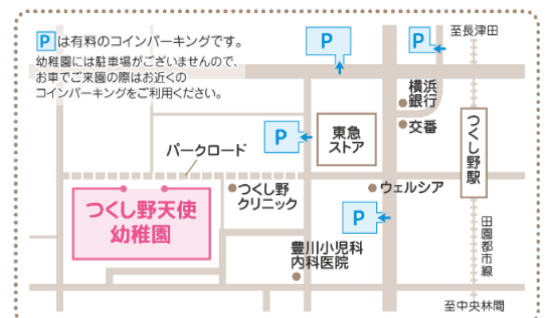 Pは有料のコインパーキングです。
幼稚園には駐車場がございませんので、
お車でご来園の際はお近くの
コインパーキングをご利用ください。
P
P
至長津田
横浜
銀行
交番
つくし野駅
P
東急
ストア
パークロード
つくし野天使
幼稚園
つくし野
クリニック
ウェルシア
P
豊川小児科
内科医院
田園都市線
至中央林間